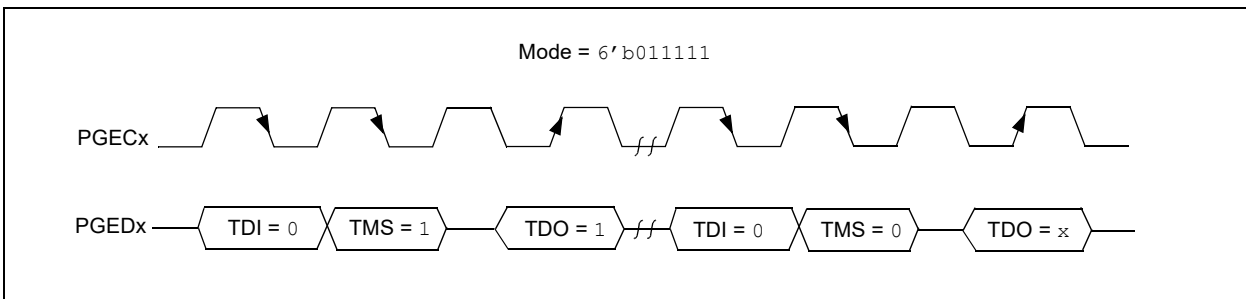 Mode = 6'b011111
PGECx
PGEDx TDI = 0 TMS = 1 TDO = 1 TDI = 0 TMS = 0 TDO = x